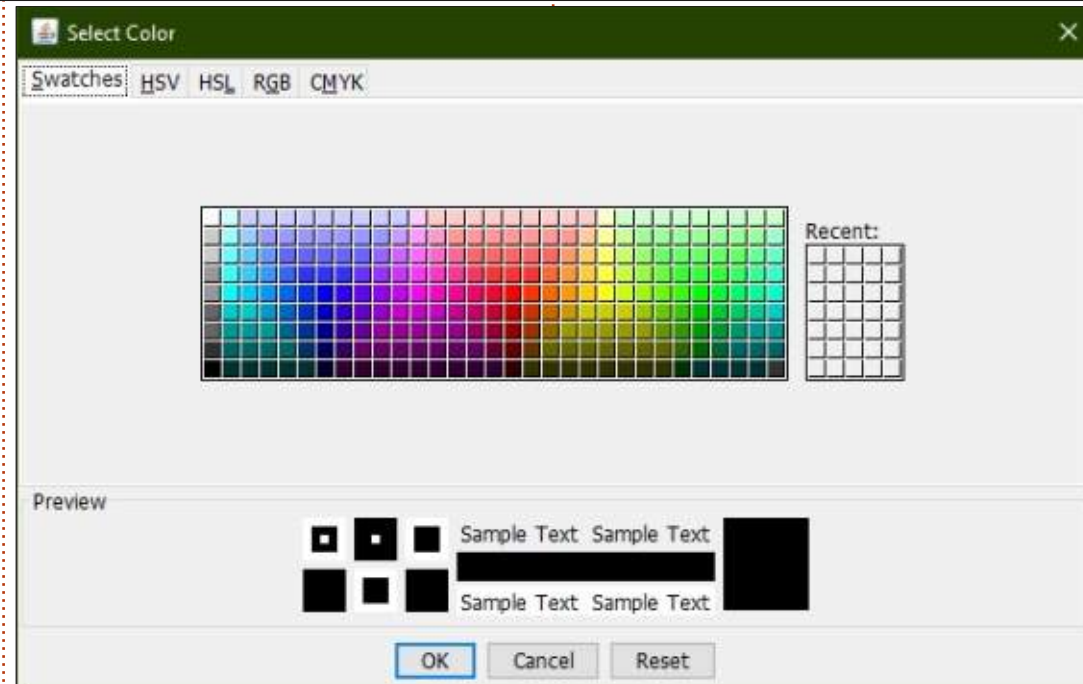 Select Color
Swatches HSV HSL RGB CMYK
Recent:
Preview
Sample Text Sample Text
Sample Text Sample Text
OK Cancel Reset